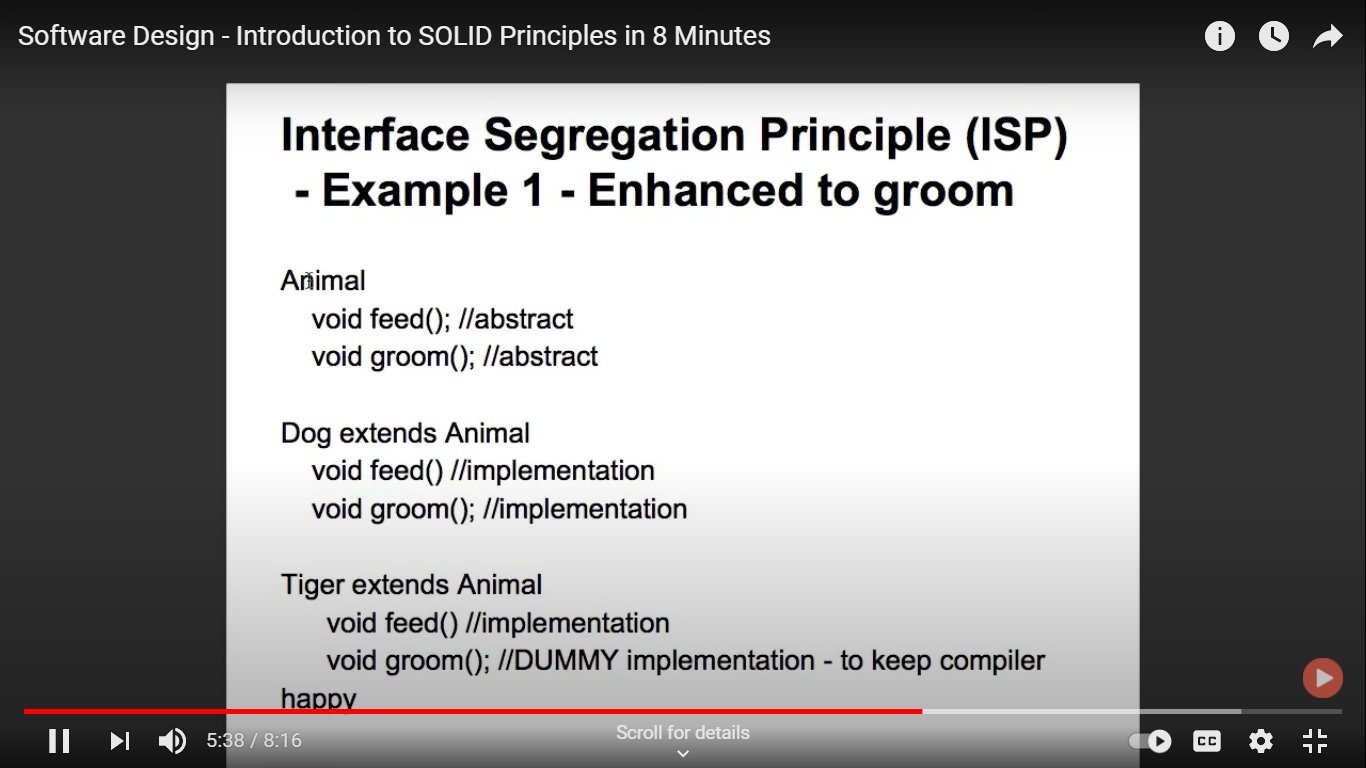 Software Design - Introduction to SOLID Principles in 8 Minutes
Interface Segregation Principle (ISP)
- Example 1 - Enhanced to groom
Animal
void feed(); //abstract
void groom(); //abstract
Dog extends Animal
void feed() //implementation
void groom(); //implementation
Tiger extends Animal
void feed() //implementation
void groom(); //DUMMY implementation - to keep compiler
happy
5:38 / 8:16
Scroll for details
CC